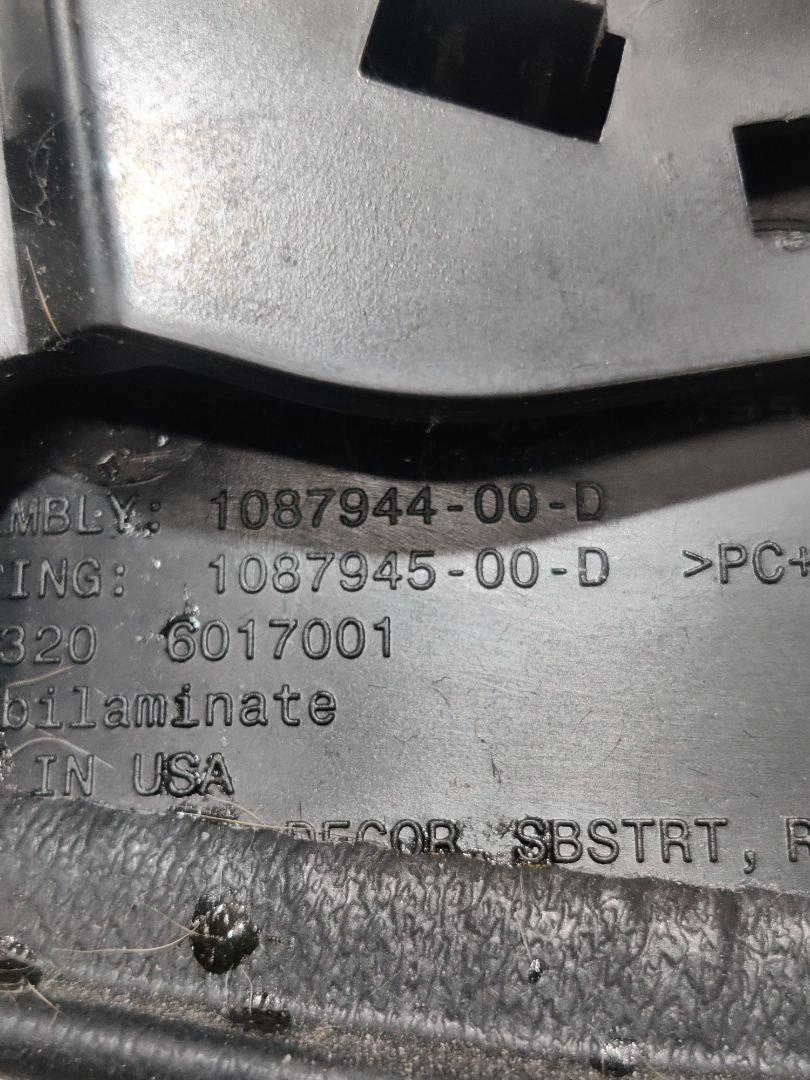 MBLY: 1087944-00-D
ING: 1087945-00-D >PC+
320 6017001
bilaminate
IN USA
DECOR, SBSTRT, R